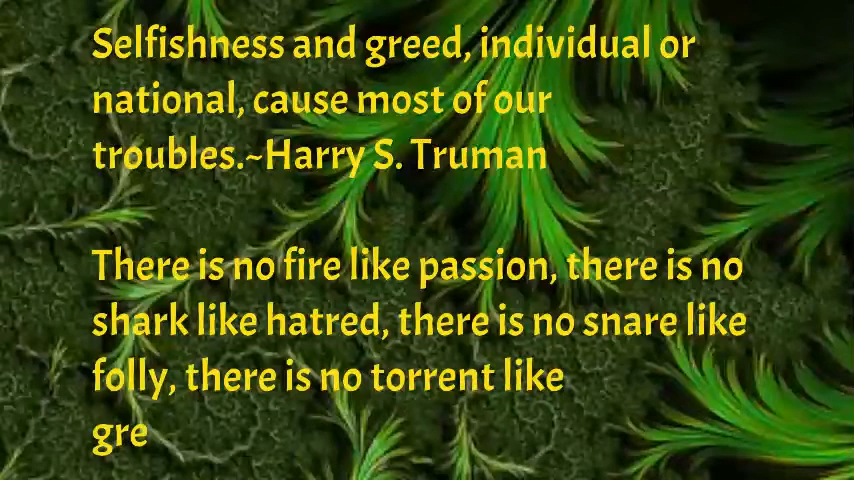 Selfishness and greed, individual or
national, cause most of our
troubles.~Harry S. Truman
There is no fire like passion, there is no
shark like hatred, there is no snare like
folly, there is no torrent like
gre